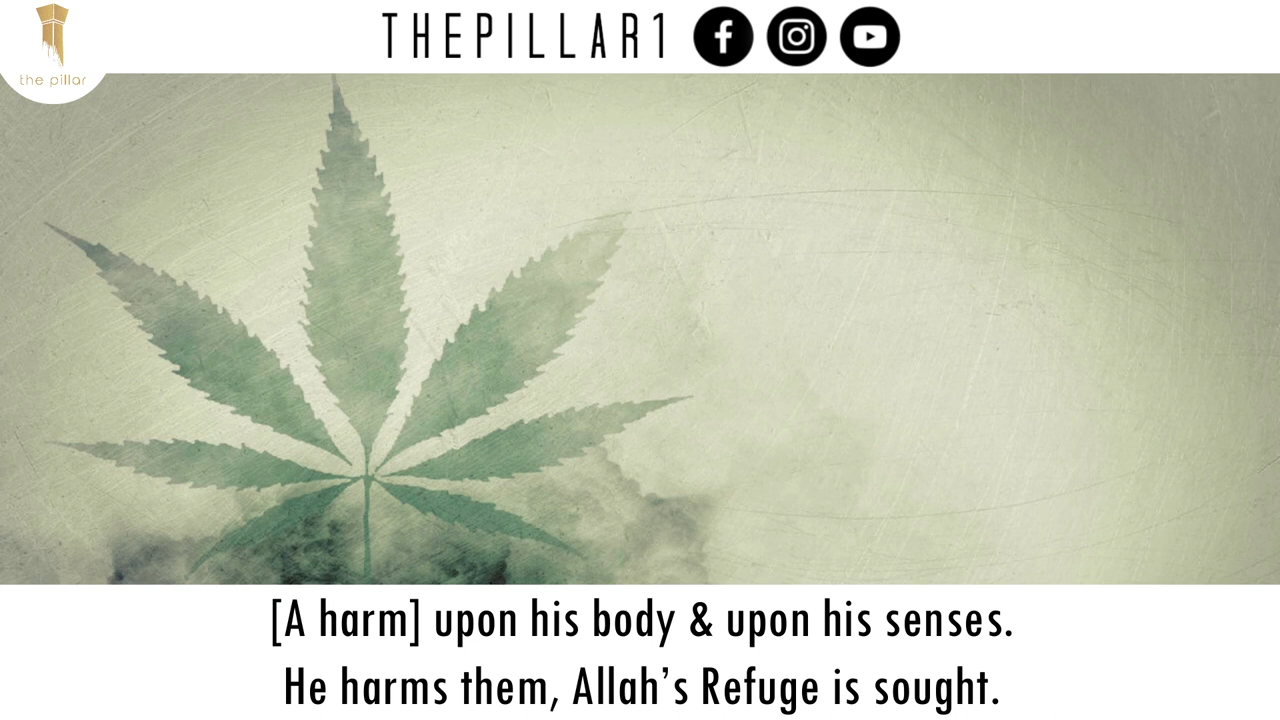 the pillar
THEPILLAR1
[A harm] upon his body & upon his senses.
He harms them, Allah’s Refuge is sought.